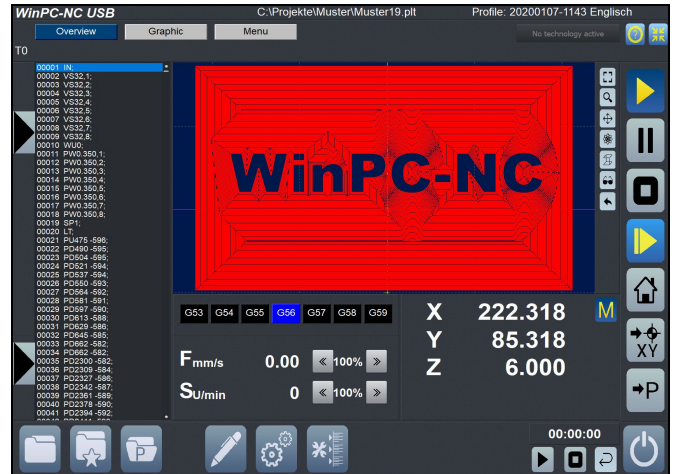 WinPC-NC USB C:\Projekte\Muster\Muster19.plt Profile: 20200107-1143 Englisch
Overview Graphic Menu No technology active
T0
00001 IN;
00002 VS32,1;
00003 VS32,2;
00004 VS32,3;
00005 VS32,4;
00006 VS32,5;
00007 VS32,6;
00008 VS32,7;
00009 VS32,8;
00010 WU0;
00011 PW0.350,1;
00012 PW0.350,2;
00013 PW0.350,3;
00014 PW0.350,4;
00015 PW0.350,5;
00016 PW0.350,6;
00017 PW0.350,7;
00018 PW0.350,8;
00019 SP1;
00020 LT;
00021 PU475 -596;
00022 PD490 -595;
00023 PD504 -595;
00024 PD521 -594;
00025 PD537 -594;
00026 PD550 -593;
00027 PD564 -592;
00028 PD581 -591;
00029 PD597 -590;
00030 PD613 -588;
00031 PD629 -586;
00032 PD645 -585;
00033 PD662 -582;
00034 PD662 -582;
00035 PD2300 -582;
00036 PD2309 -584;
00037 PD2327 -586;
00038 PD2342 -587;
00039 PD2361 -589;
00040 PD2378 -590;
00041 PD2394 -592;
WinPC-NC
G53 G54 G55 G56 G57 G58 G59
F mm/s 0.00 « 100% »
S U/min 0 « 100% »
X 222.318 M
Y 85.318
Z 6.000
XY
P
00:00:00
P